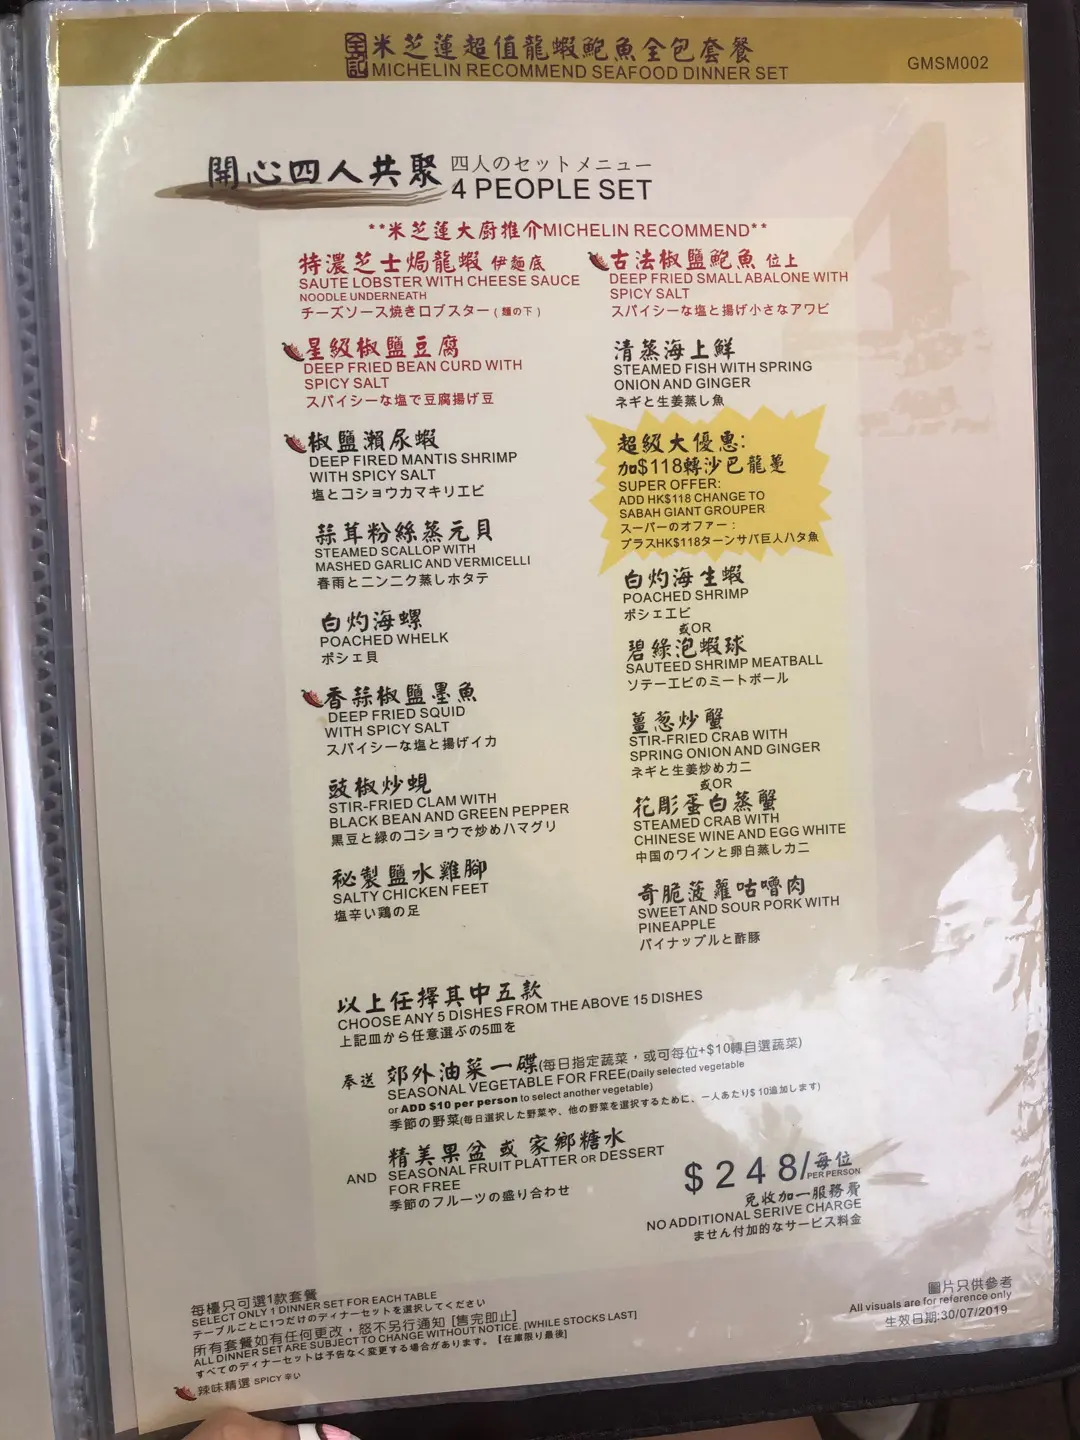 全記 米芝蓮超值龍蝦鮑魚全包套餐
MICHELIN RECOMMEND SEAFOOD DINNER SET
GMSM002
開心四人共聚
四人のセットメニュー
4 PEOPLE SET
**米芝蓮大廚推介MICHELIN RECOMMEND**
特濃芝士焗龍蝦 伊麵底
SAUTE LOBSTER WITH CHEESE SAUCE
NOODLE UNDERNEATH
チーズソース焼きロブスター ( 麺の下 )
星級椒鹽豆腐
DEEP FRIED BEAN CURD WITH
SPICY SALT
スパイシーな塩で豆腐揚げ豆
椒鹽瀨尿蝦
DEEP FIRED MANTIS SHRIMP
WITH SPICY SALT
塩とコショウカマキリエビ
蒜茸粉絲蒸元貝
STEAMED SCALLOP WITH
MASHED GARLIC AND VERMICELLI
春雨とニンニク蒸しホタテ
白灼海螺
POACHED WHELK
ポシェ貝
香蒜椒鹽墨魚
DEEP FRIED SQUID
WITH SPICY SALT
スパイシーな塩と揚げイカ
豉椒炒蜆
STIR-FRIED CLAM WITH
BLACK BEAN AND GREEN PEPPER
黒豆と緑のコショウで炒めハマグリ
秘製鹽水雞腳
SALTY CHICKEN FEET
塩辛い鶏の足
古法椒鹽鮑魚 位上
DEEP FRIED SMALL ABALONE WITH
SPICY SALT
スパイシーな塩と揚げ小さなアワビ
清蒸海上鮮
STEAMED FISH WITH SPRING
ONION AND GINGER
ネギと生姜蒸し魚
超級大優惠:
加$118轉沙巴龍躉
SUPER OFFER:
ADD HK$118 CHANGE TO
SABAH GIANT GROUPER
スーパーのオファー：
プラスHK$118ターンサバ巨人ハタ魚
白灼海生蝦
POACHED SHRIMP
ポシェエビ
或OR
碧綠泡蝦球
SAUTEED SHRIMP MEATBALL
ソテーエビのミートボール
薑蔥炒蟹
STIR-FRIED CRAB WITH
SPRING ONION AND GINGER
ネギと生姜炒めカニ
或OR
花彫蛋白蒸蟹
STEAMED CRAB WITH
CHINESE WINE AND EGG WHITE
中国のワインと卵白蒸しカニ
奇脆菠蘿咕嚕肉
SWEET AND SOUR PORK WITH
PINEAPPLE
パイナップルと酢豚
以上任擇其中五款
CHOOSE ANY 5 DISHES FROM THE ABOVE 15 DISHES
上記皿から任意選ぶの5皿を
奉送 郊外油菜一碟(每日指定蔬菜，或可每位+$10轉自選蔬菜)
SEASONAL VEGETABLE FOR FREE(Daily selected vegetable
or ADD $10 per person to select another vegetable)
季節の野菜(毎日選択した野菜や、他の野菜を選択するために、一人あたり$ 10追加します)
精美果盆 或 家鄉糖水
AND SEASONAL FRUIT PLATTER OR DESSERT
FOR FREE
季節のフルーツの盛り合わせ
$248/每位
PER PERSON
免收加一服務費
NO ADDITIONAL SERIVE CHARGE
ません付加的なサービス料金
每檯只可選1款套餐
SELECT ONLY 1 DINNER SET FOR EACH TABLE
テーブルごとに1つだけのディナーセットを選択してください
所有套餐如有任何更改，怒不另行通知 [售完即止]
ALL DINNER SET ARE SUBJECT TO CHANGE WITHOUT NOTICE. [WHILE STOCKS LAST]
すべてのディナーセットは予告なく変更する場合があります。【在庫限り最後】
辣味精選 SPICY 辛い
圖片只供參考
All visuals are for reference only
生效日期:30/07/2019
4